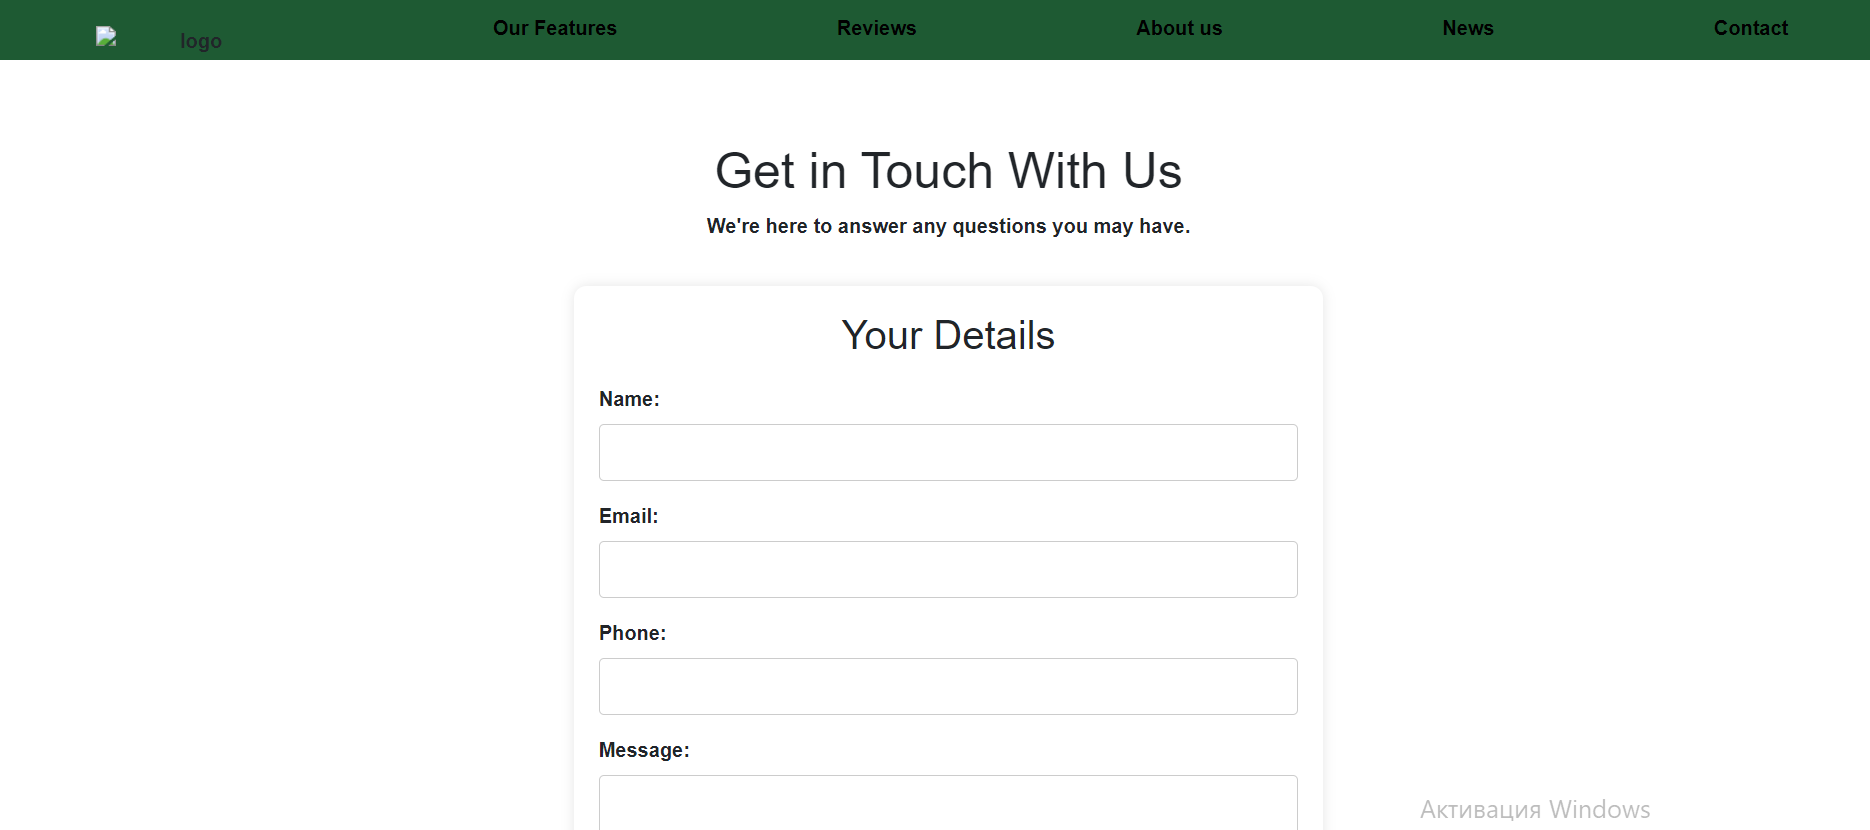 logo
Our Features
Reviews
About us
News
Contact
Get in Touch With Us
We're here to answer any questions you may have.
Your Details
Name:
Email:
Phone:
Message:
Активация Windows